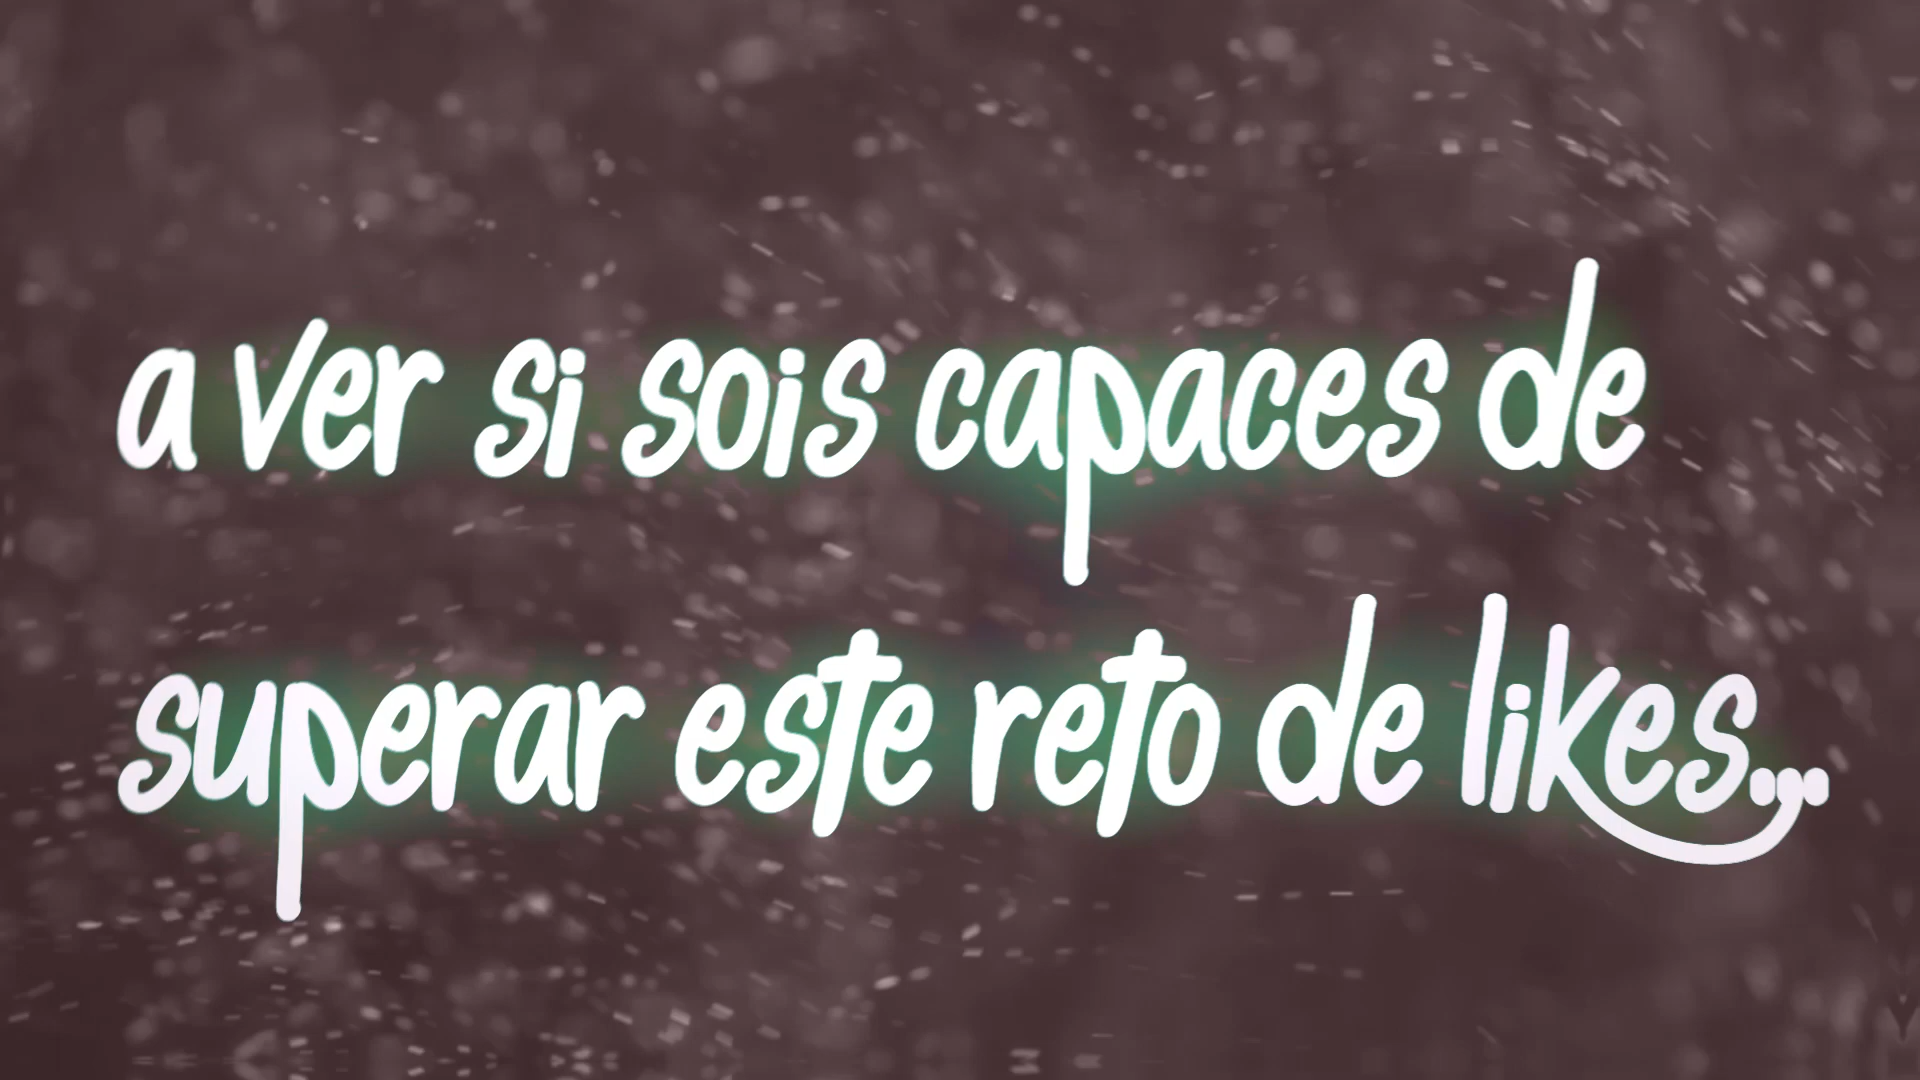 a ver si sois capaces de
superar este reto de likes...